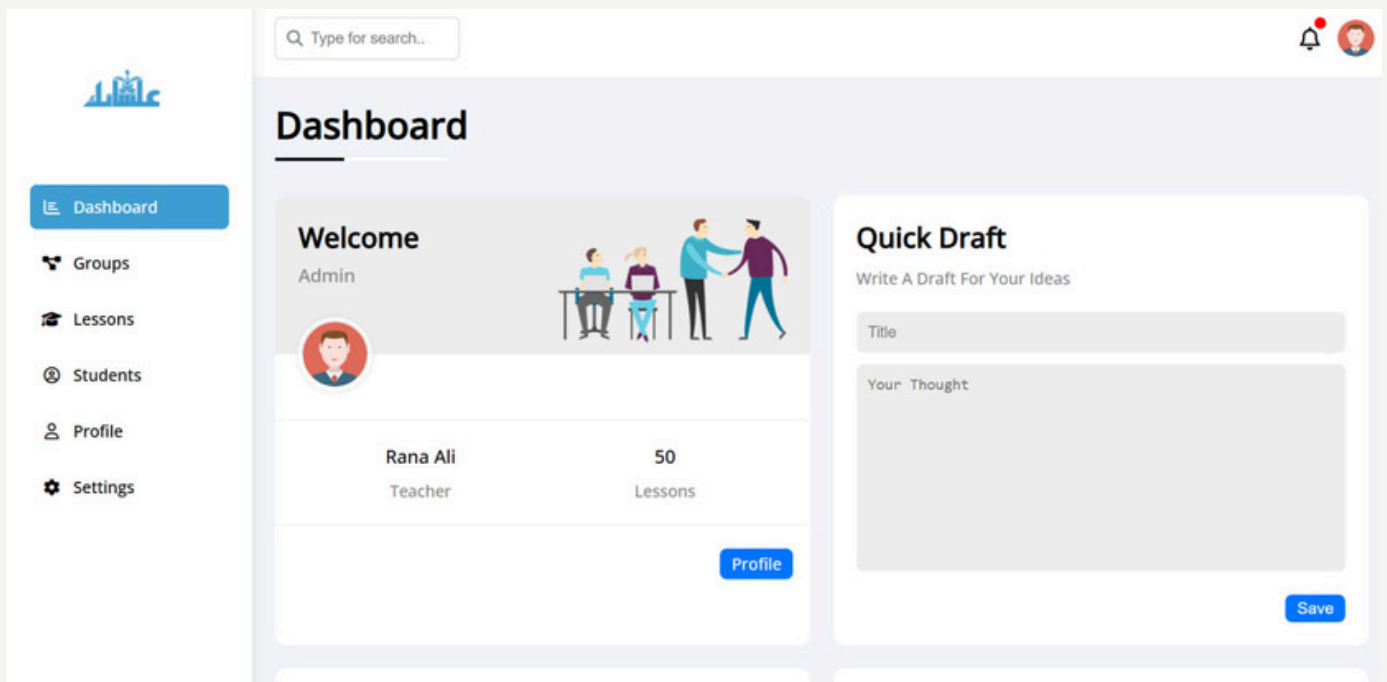 Type for search..
Dashboard
Dashboard
Groups
Lessons
Students
Profile
Settings
Welcome
Admin
Rana Ali
Teacher
50
Lessons
Profile
Quick Draft
Write A Draft For Your Ideas
Title
Your Thought
Save